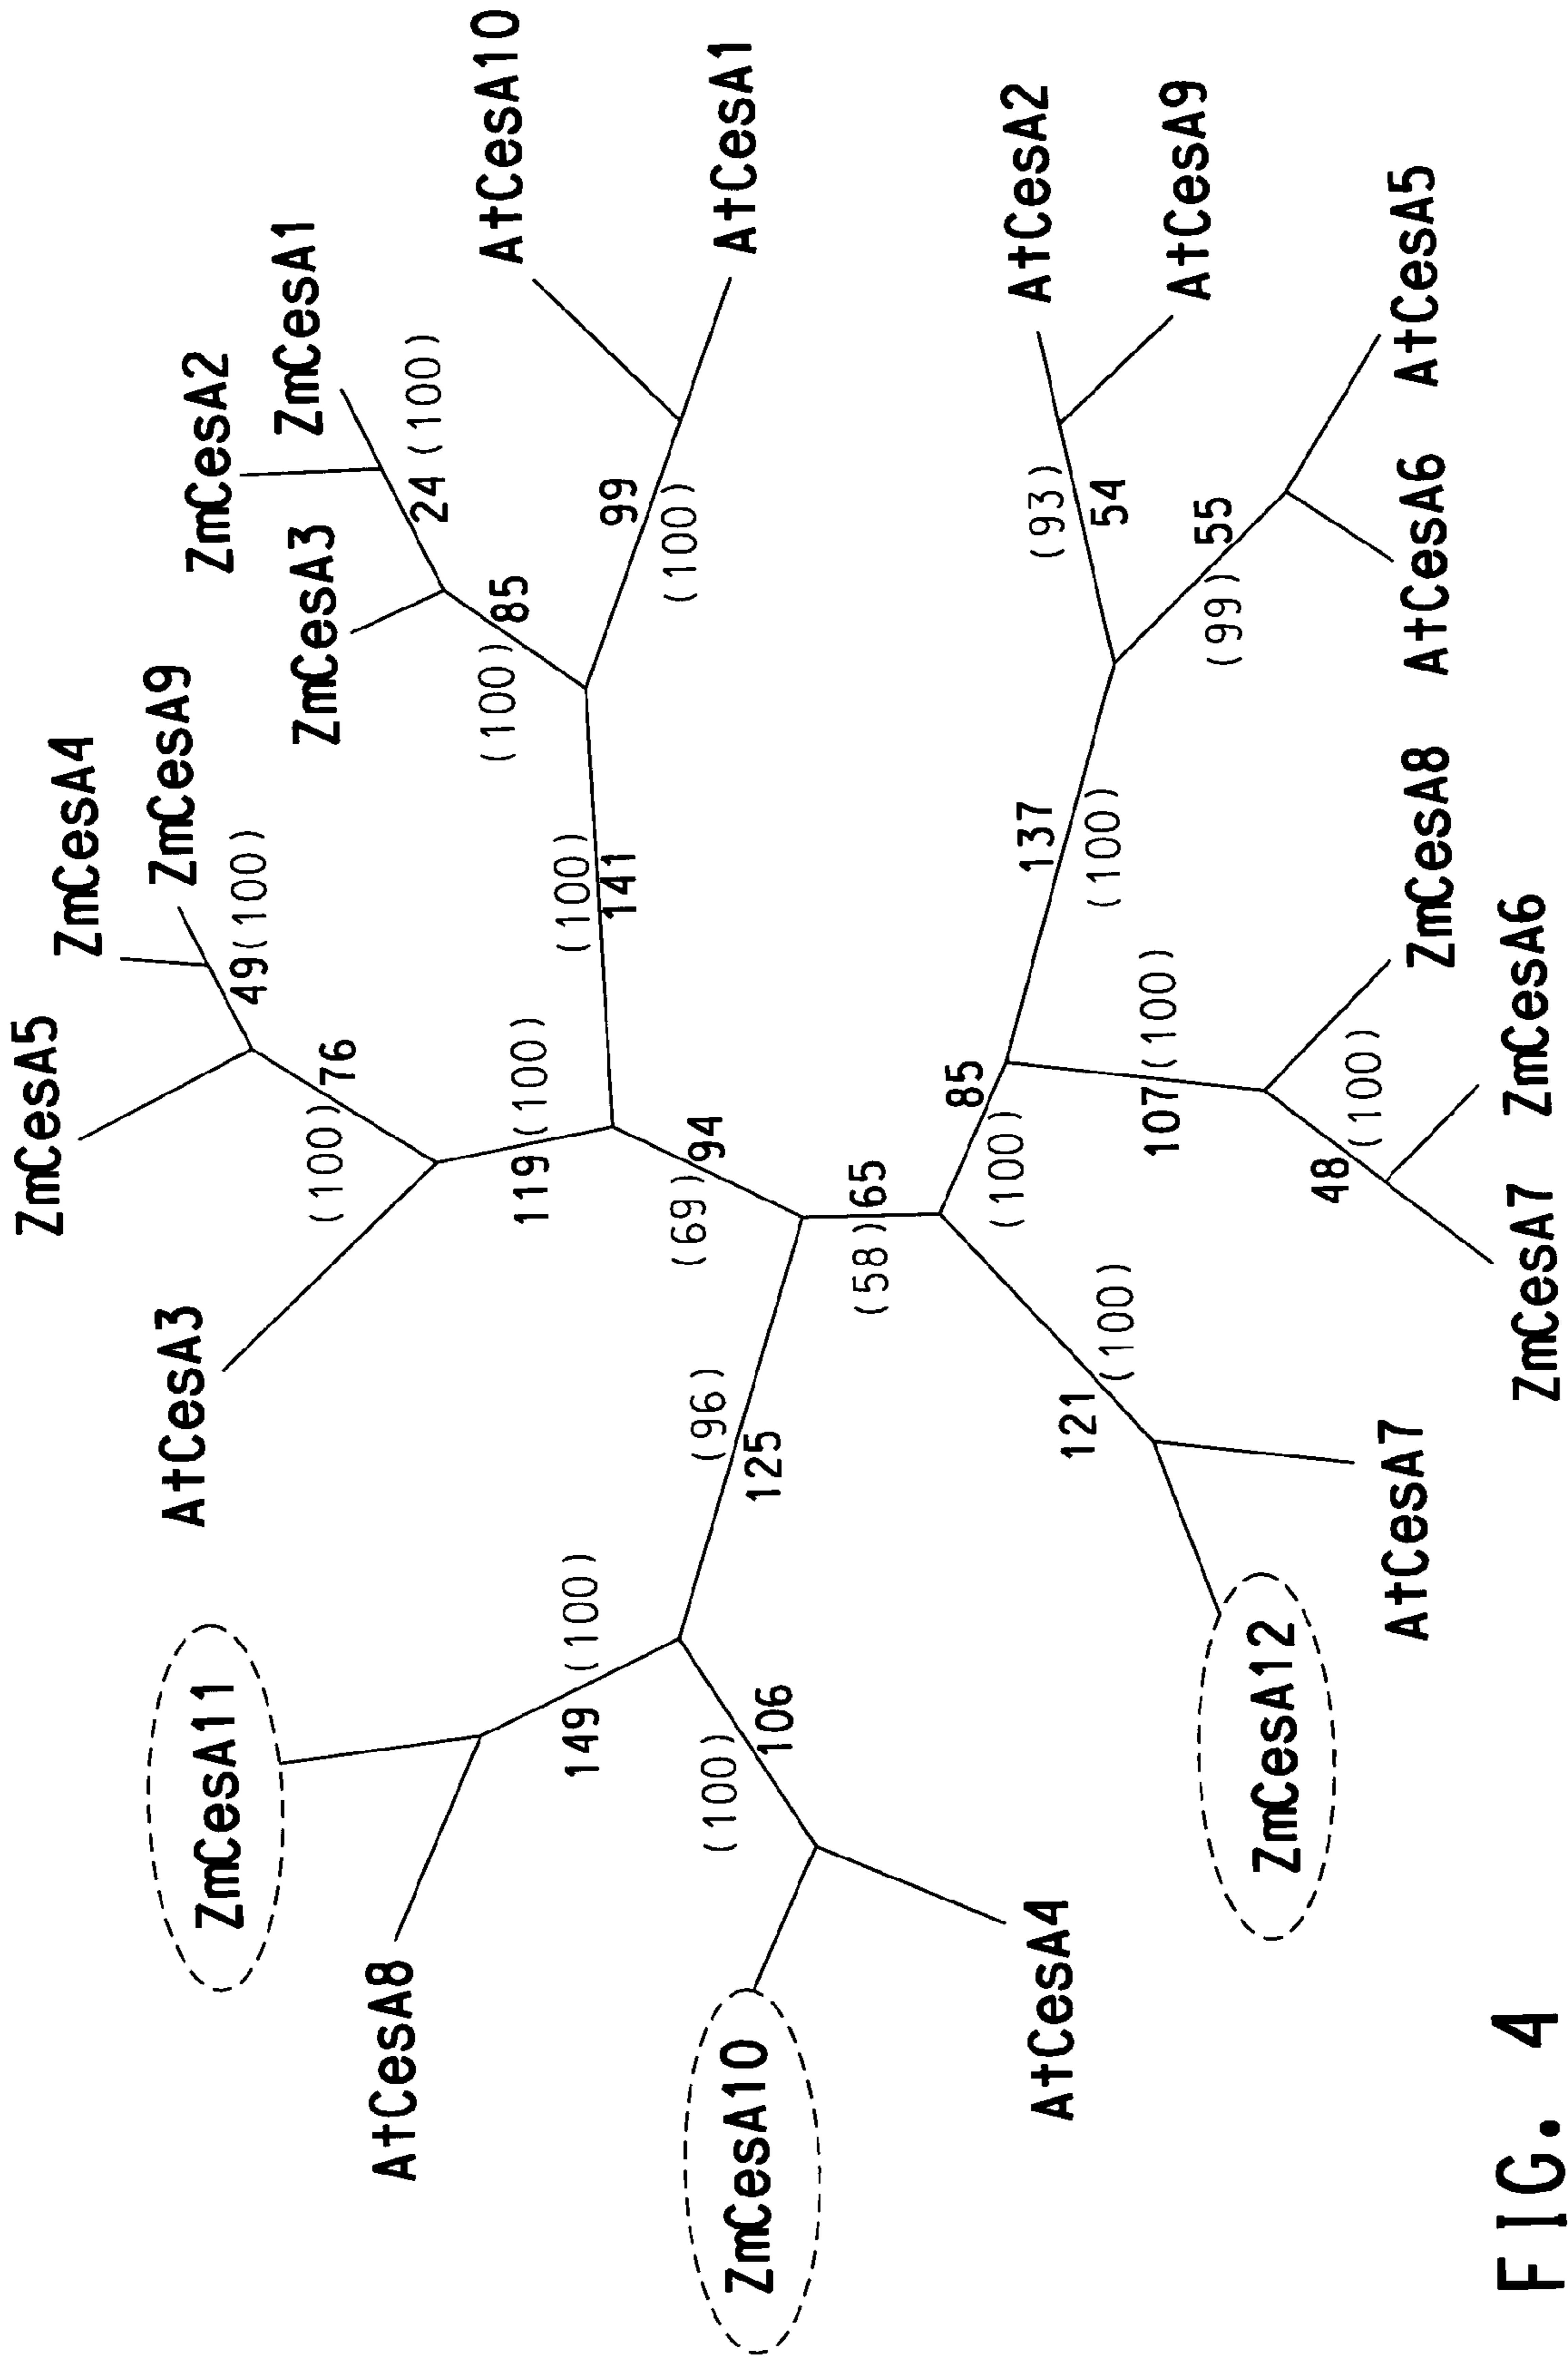 ZmCesA11
AtCesA8
149 (100)
ZmCesA10
(100)
106
AtCesA4
(96)
125
AtCesA3
ZmCesA5
ZmCesA4
ZmCesA9
49 (100)
(100) 76
119 (100)
(69) 94
ZmCesA2
ZmCesA1
ZmCesA3
24 (100)
(100) 85
(100)
141
AtCesA10
99
(100)
AtCesA1
(58) 65
85
(100)
121 (100)
ZmCesA12
AtCesA7
137
(100)
107 (100)
48 (100)
ZmCesA8
ZmCesA7
ZmCesA6
(93)
54
AtCesA2
AtCesA9
(99) 55
AtCesA6
AtCesA5
FIG. 4